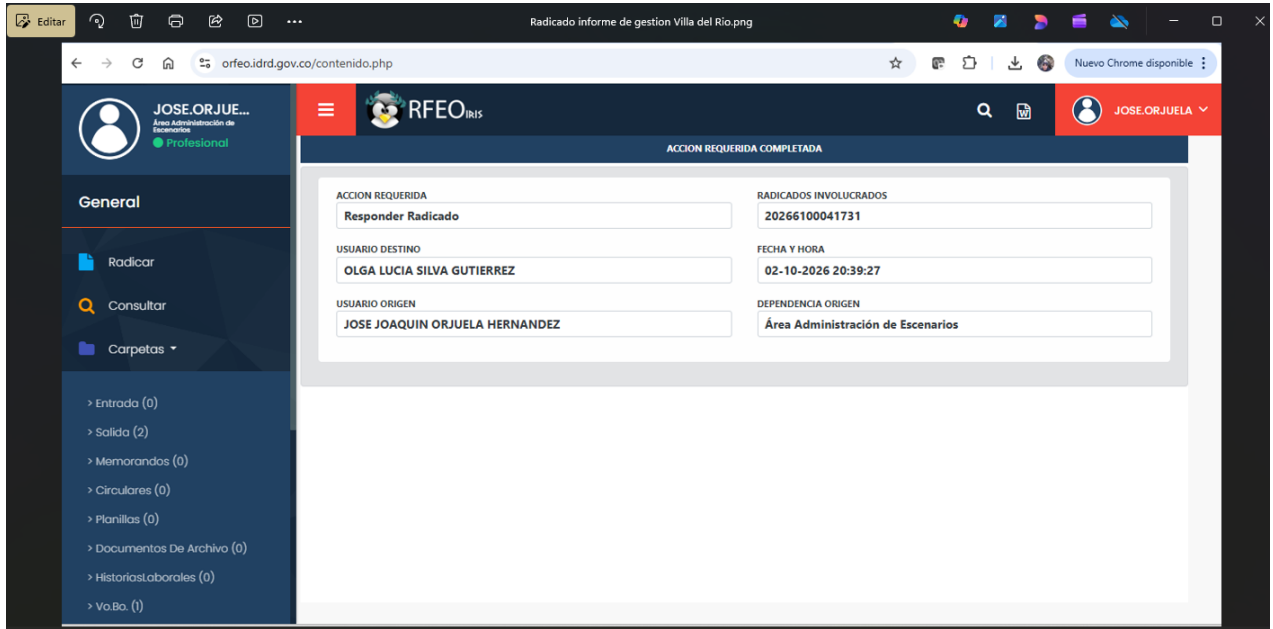 Editar
Radicado informe de gestion Villa del Rio.png
orfeo.idrd.gov.co/contenido.php
Nuevo Chrome disponible
JOSE.ORJUE...
Área Administración de
Escenarios
Profesional
RFEO IRIS
JOSE.ORJUELA
ACCION REQUERIDA COMPLETADA
General
ACCION REQUERIDA
Responder Radicado
RADICADOS INVOLUCRADOS
20266100041731
USUARIO DESTINO
OLGA LUCIA SILVA GUTIERREZ
FECHA Y HORA
02-10-2026 20:39:27
USUARIO ORIGEN
JOSE JOAQUIN ORJUELA HERNANDEZ
DEPENDENCIA ORIGEN
Área Administración de Escenarios
Radicar
Consultar
Carpetas
> Entrada (0)
> Salida (2)
> Memorandos (0)
> Circulares (0)
> Planillas (0)
> Documentos De Archivo (0)
> HistoriasLaborales (0)
> Vo.Bo. (1)